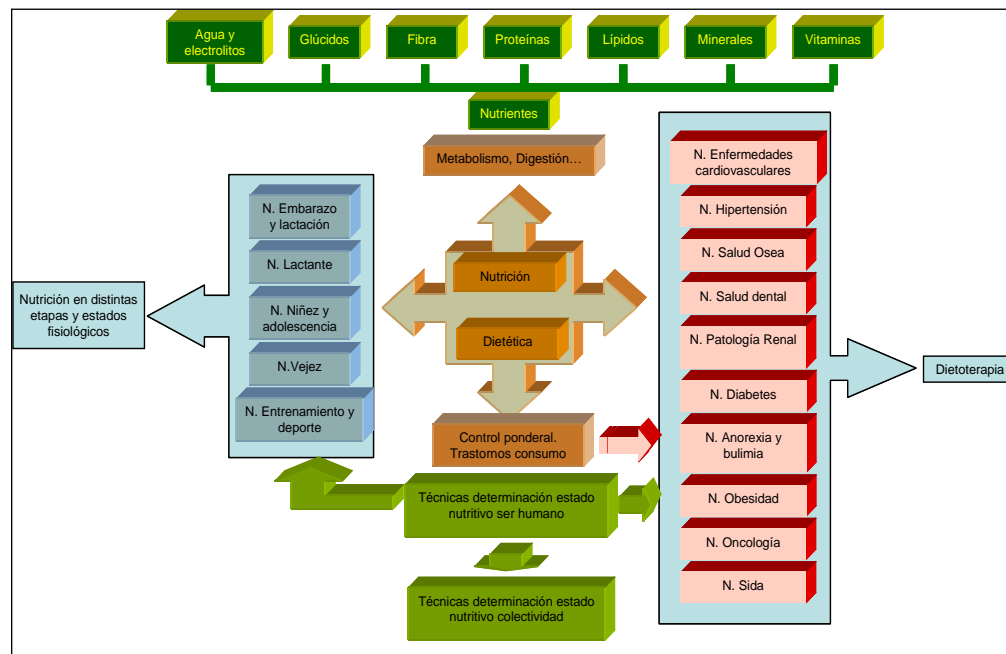 Agua y
electrolitos
Glúcidos
Fibra
Proteínas
Lípidos
Minerales
Vitaminas
Nutrientes
Metabolismo, Digestión…
N. Embarazo
y lactación
N. Lactante
N. Niñez y
adolescencia
N.Vejez
N. Entrenamiento y
deporte
Nutrición en distintas
etapas y estados
fisiológicos
Nutrición
Dietética
Control ponderal.
Trastornos consumo
Técnicas determinación estado
nutritivo ser humano
Técnicas determinación estado
nutritivo colectividad
N. Enfermedades
cardiovasculares
N. Hipertensión
N. Salud Osea
N. Salud dental
N. Patología Renal
N. Diabetes
N. Anorexia y
bulimia
N. Obesidad
N. Oncología
N. Sida
Dietoterapia